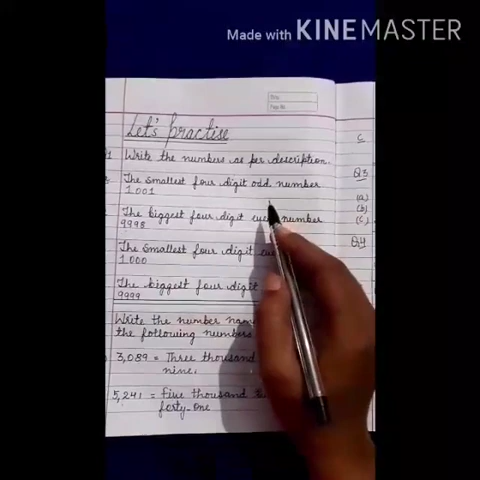 Made with KINEMASTER
Let's practise
Write the numbers as per description.
The smallest four digit odd number
1001
The biggest four digit even number
9998
The smallest four digit
1000
The biggest four digit
9999
Write the number
the following numbers
3,089 = Three thousand
nine.
5,241 = Five thousand
forty-one
C
Q3
(a)
(b)
(c)
Q4